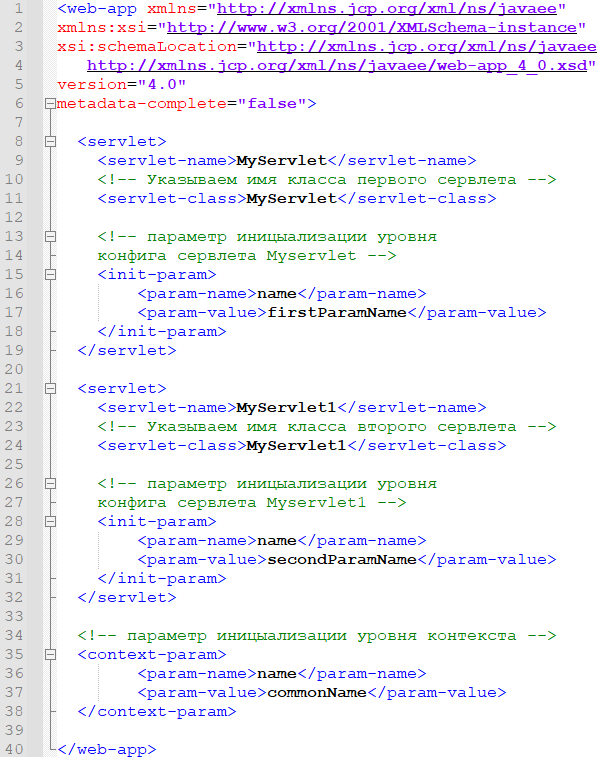 1 <web-app xmlns="http://xmlns.jcp.org/xml/ns/javaee"
2 xmlns:xsi="http://www.w3.org/2001/XMLSchema-instance"
3 xsi:schemaLocation="http://xmlns.jcp.org/xml/ns/javaee
4 http://xmlns.jcp.org/xml/ns/javaee/web-app_4_0.xsd"
5 version="4.0"
6 metadata-complete="false">
7
8 <servlet>
9 <servlet-name>MyServlet</servlet-name>
10 <!-- Указываем имя класса первого сервлета -->
11 <servlet-class>MyServlet</servlet-class>
12
13 <!-- параметр инициализации уровня
14 конфига сервлета Myservlet -->
15 <init-param>
16 <param-name>name</param-name>
17 <param-value>firstParamName</param-value>
18 </init-param>
19 </servlet>
20
21 <servlet>
22 <servlet-name>MyServlet1</servlet-name>
23 <!-- Указываем имя класса второго сервлета -->
24 <servlet-class>MyServlet1</servlet-class>
25
26 <!-- параметр иницыализации уровня
27 конфига сервлета Myservlet1 -->
28 <init-param>
29 <param-name>name</param-name>
30 <param-value>secondParamName</param-value>
31 </init-param>
32 </servlet>
33
34 <!-- параметр иницыализации уровня контекста -->
35 <context-param>
36 <param-name>name</param-name>
37 <param-value>commonName</param-value>
38 </context-param>
39
40 </web-app>